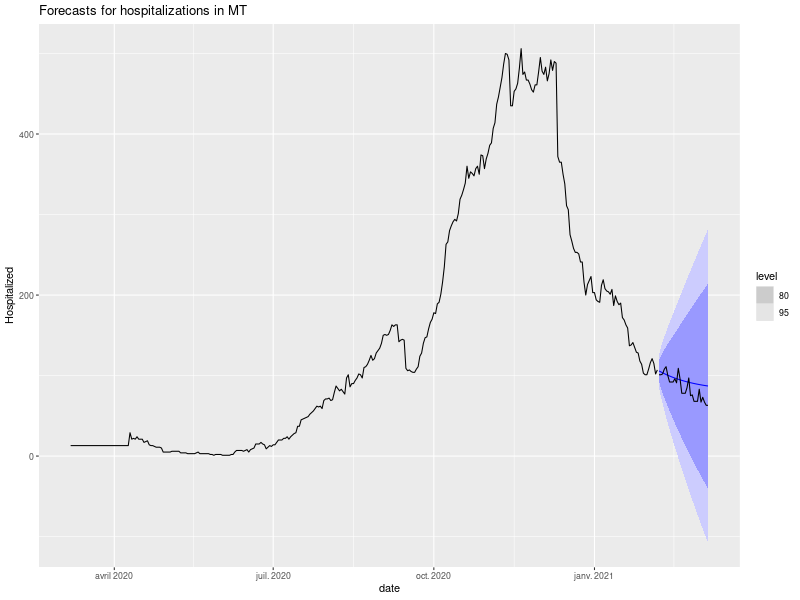 Forecasts for hospitalizations in MT
Hospitalized
400
200
0
avril 2020
juil. 2020
oct. 2020
janv. 2021
date
level
80
95